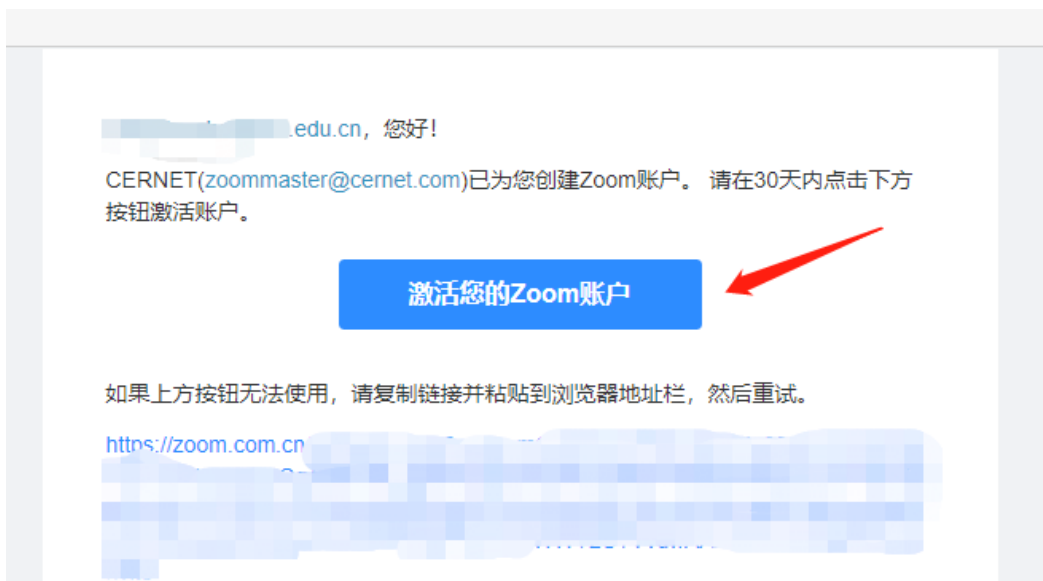 .edu.cn，您好！
CERNET(zoommaster@cernet.com)已为您创建Zoom账户。 请在30天内点击下方
按钮激活账户。
激活您的Zoom账户
如果上方按钮无法使用，请复制链接并粘贴到浏览器地址栏，然后重试。
https://zoom.com.cn